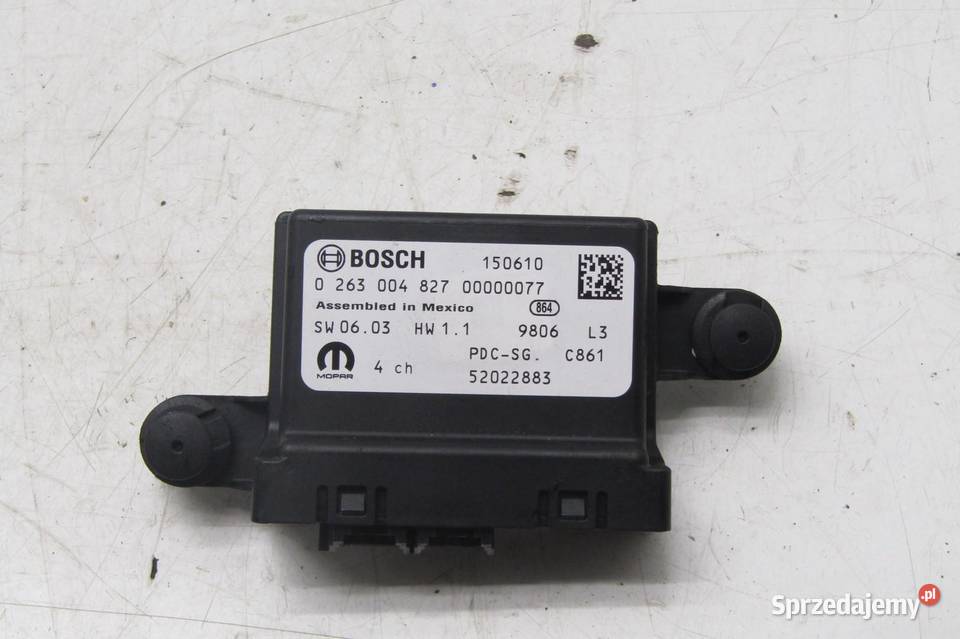 BOSCH 150610
0 263 004 827 00000077
Assembled in Mexico 864
SW 06.03 HW 1.1 9806 L3
PDC-SG. C861
MOPAR 4 ch 52022883
Sprzedajemy .pl